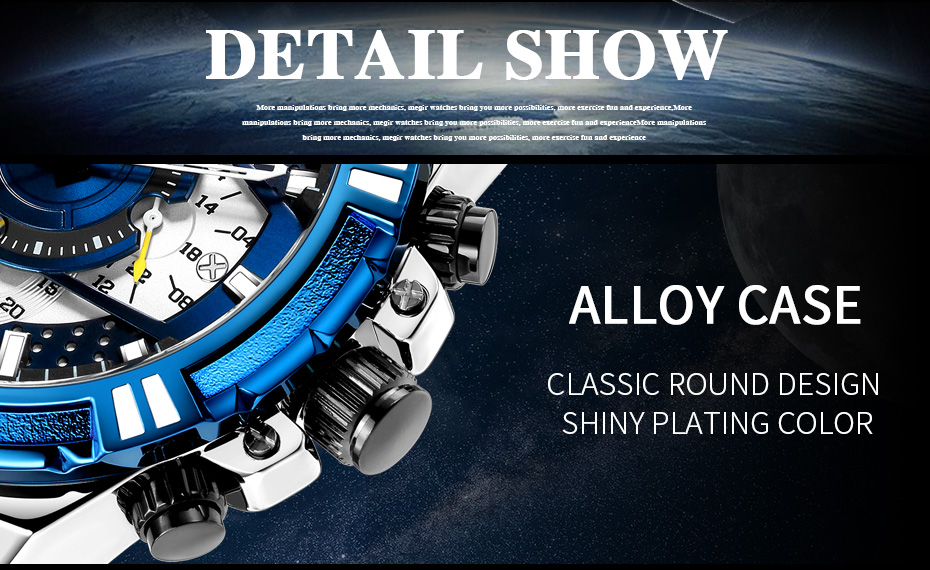 DETAIL SHOW
More manipulations bring more mechanics, megir watches bring you more possibilities, more exercise fun and experience,More
manipulations bring more mechanics, megir watches bring you more possibilities, more exercise fun and experienceMore manipulations
bring more mechanics, megir watches bring you more possibilities, more exercise fun and experience
14
04
18
22
08
12
15
20
ALLOY CASE
CLASSIC ROUND DESIGN
SHINY PLATING COLOR